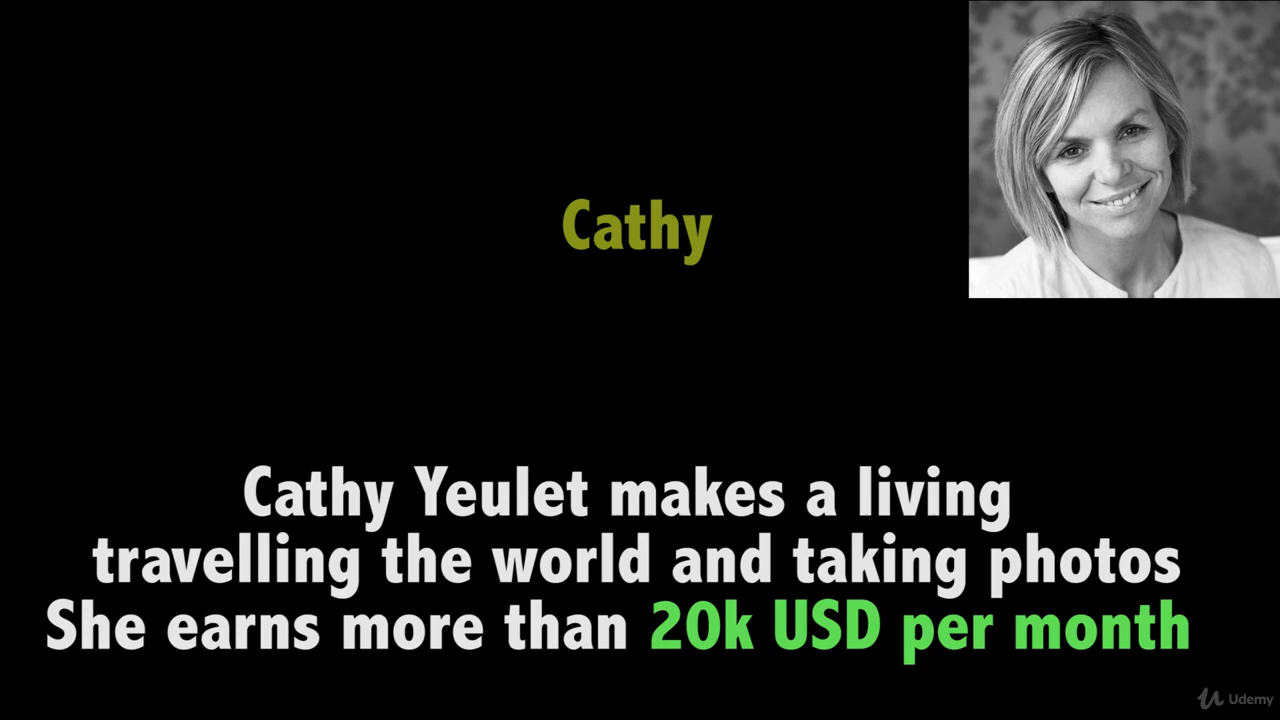 Cathy
Cathy Yeulet makes a living
travelling the world and taking photos
She earns more than 20k USD per month
Udemy